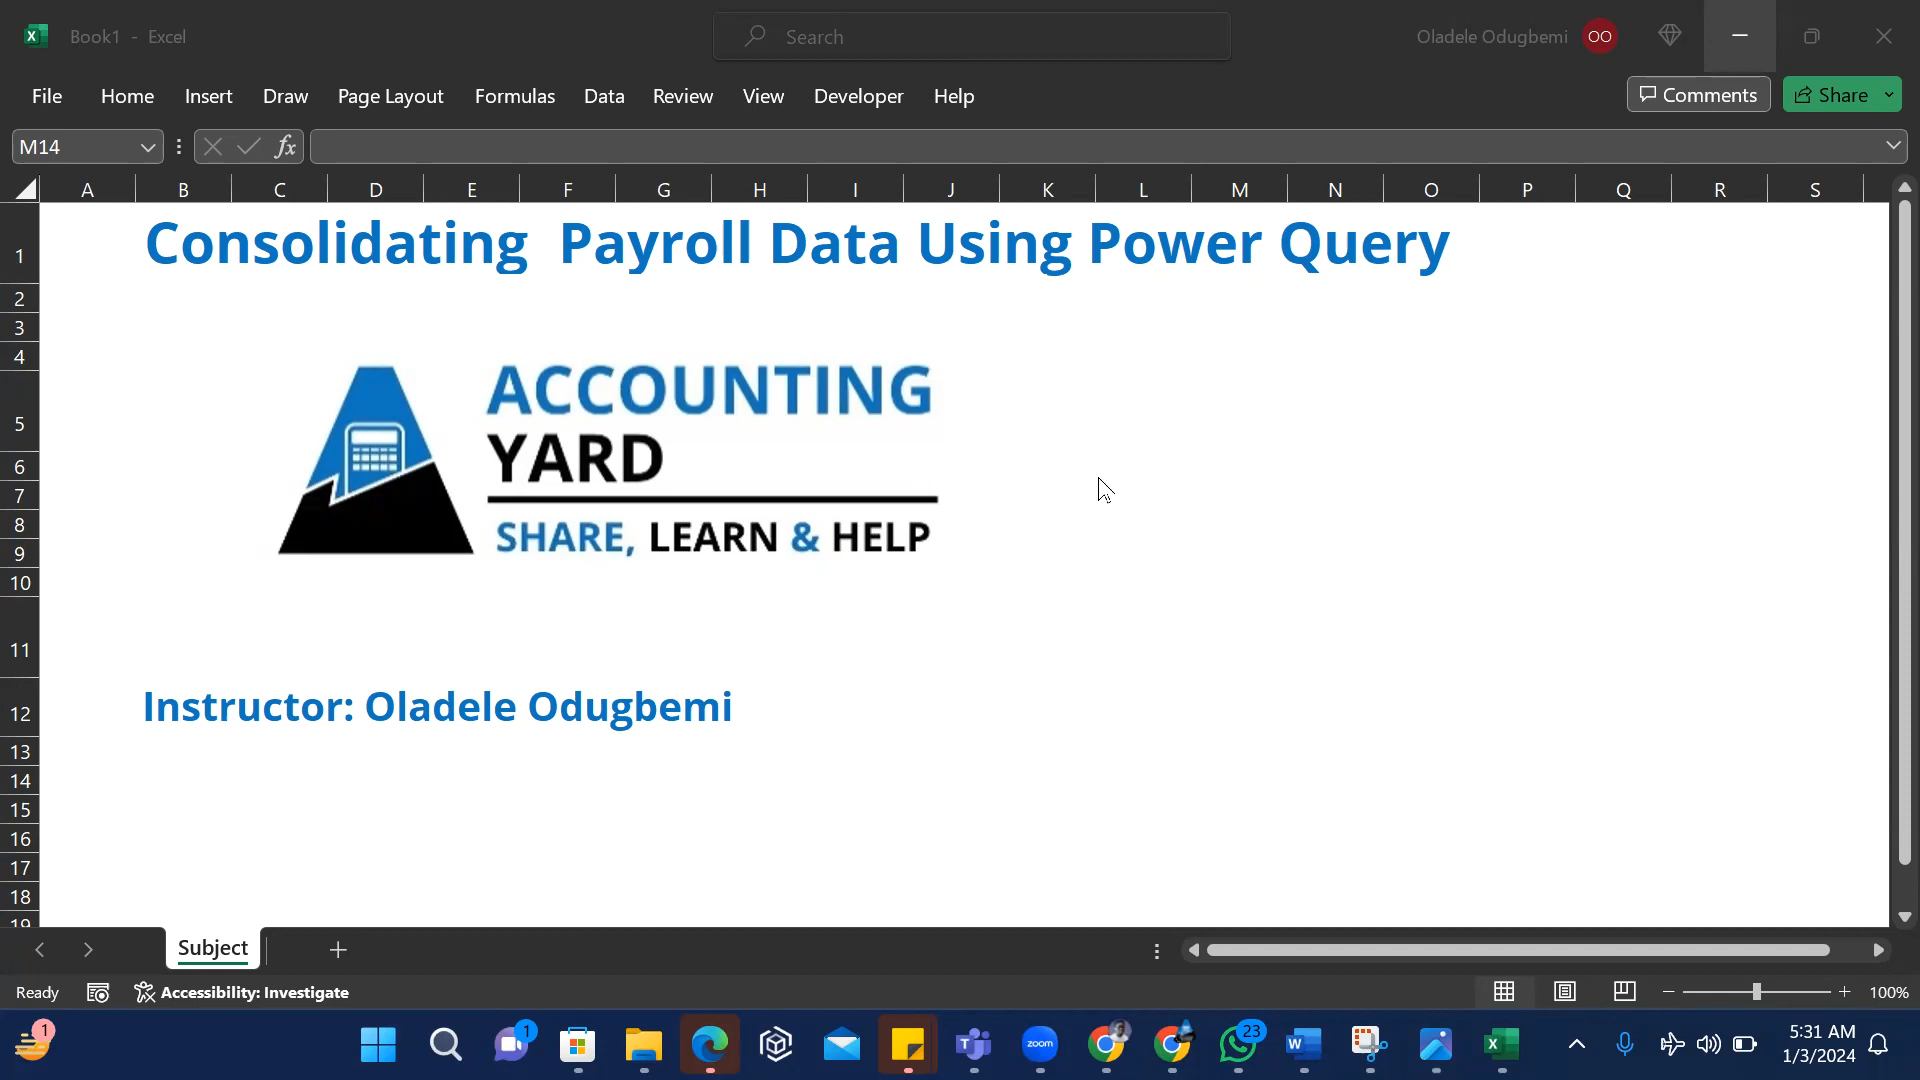 Book1 - Excel
Search
Oladele Odugbemi OO
File Home Insert Draw Page Layout Formulas Data Review View Developer Help
Comments Share
M14
fx
A B C D E F G H I J K L M N O P Q R S
1
Consolidating Payroll Data Using Power Query
2
3
4
ACCOUNTING
5
YARD
6
7
8
SHARE, LEARN & HELP
9
10
11
12
Instructor: Oladele Odugbemi
13
14
15
16
17
18
19
Subject
Ready Accessibility: Investigate 100%
1 1 zoom 23 5:31 AM
1/3/2024